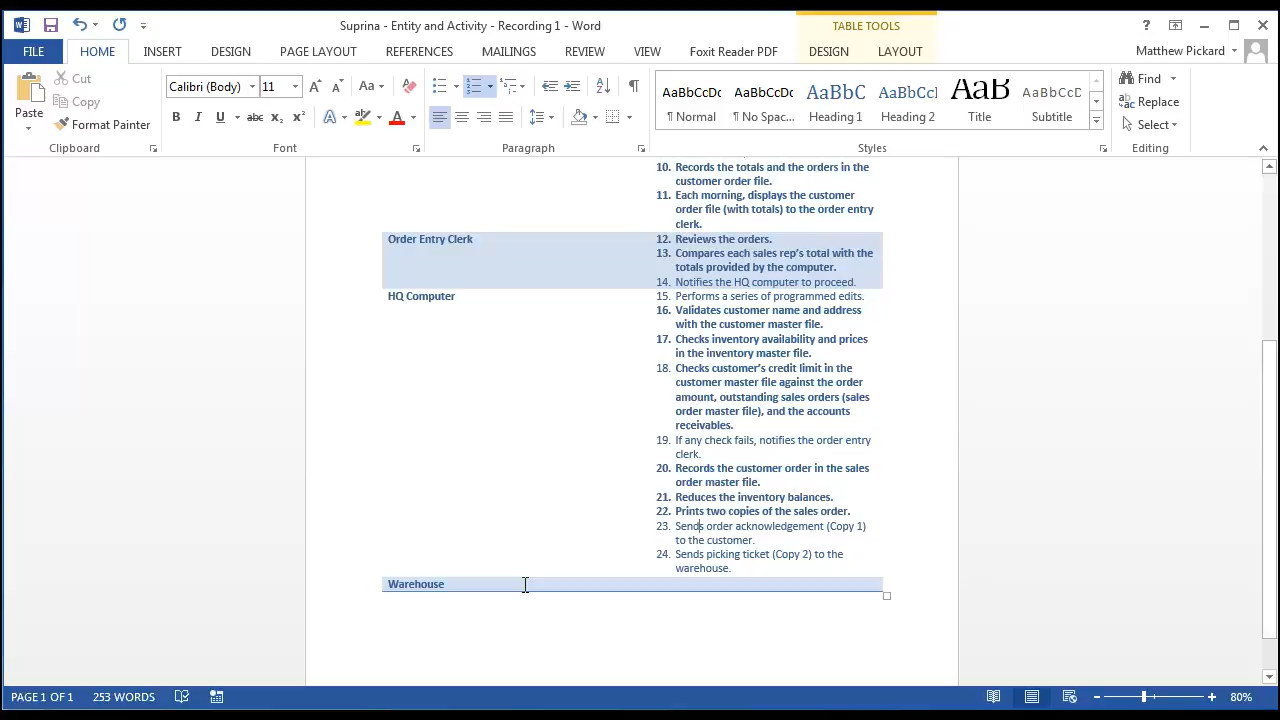 Suprina - Entity and Activity - Recording 1 - Word
TABLE TOOLS
FILE HOME INSERT DESIGN PAGE LAYOUT REFERENCES MAILINGS REVIEW VIEW Foxit Reader PDF DESIGN LAYOUT Matthew Pickard
Paste
Cut
Copy
Format Painter
Clipboard
Calibri (Body) 11
Font
Paragraph
AaBbCcDc AaBbCcDc AaBbC AaBbCcl AaB AaBbCcD
¶ Normal ¶ No Spac... Heading 1 Heading 2 Title Subtitle
Styles
Find
Replace
Select
Editing
10. Records the totals and the orders in the
customer order file.
11. Each morning, displays the customer
order file (with totals) to the order entry
clerk.
Order Entry Clerk 12. Reviews the orders.
13. Compares each sales rep's total with the
totals provided by the computer.
14. Notifies the HQ computer to proceed.
HQ Computer 15. Performs a series of programmed edits.
16. Validates customer name and address
with the customer master file.
17. Checks inventory availability and prices
in the inventory master file.
18. Checks customer's credit limit in the
customer master file against the order
amount, outstanding sales orders (sales
order master file), and the accounts
receivables.
19. If any check fails, notifies the order entry
clerk.
20. Records the customer order in the sales
order master file.
21. Reduces the inventory balances.
22. Prints two copies of the sales order.
23. Sends order acknowledgement (Copy 1)
to the customer.
24. Sends picking ticket (Copy 2) to the
warehouse.
Warehouse
PAGE 1 OF 1 253 WORDS 80%